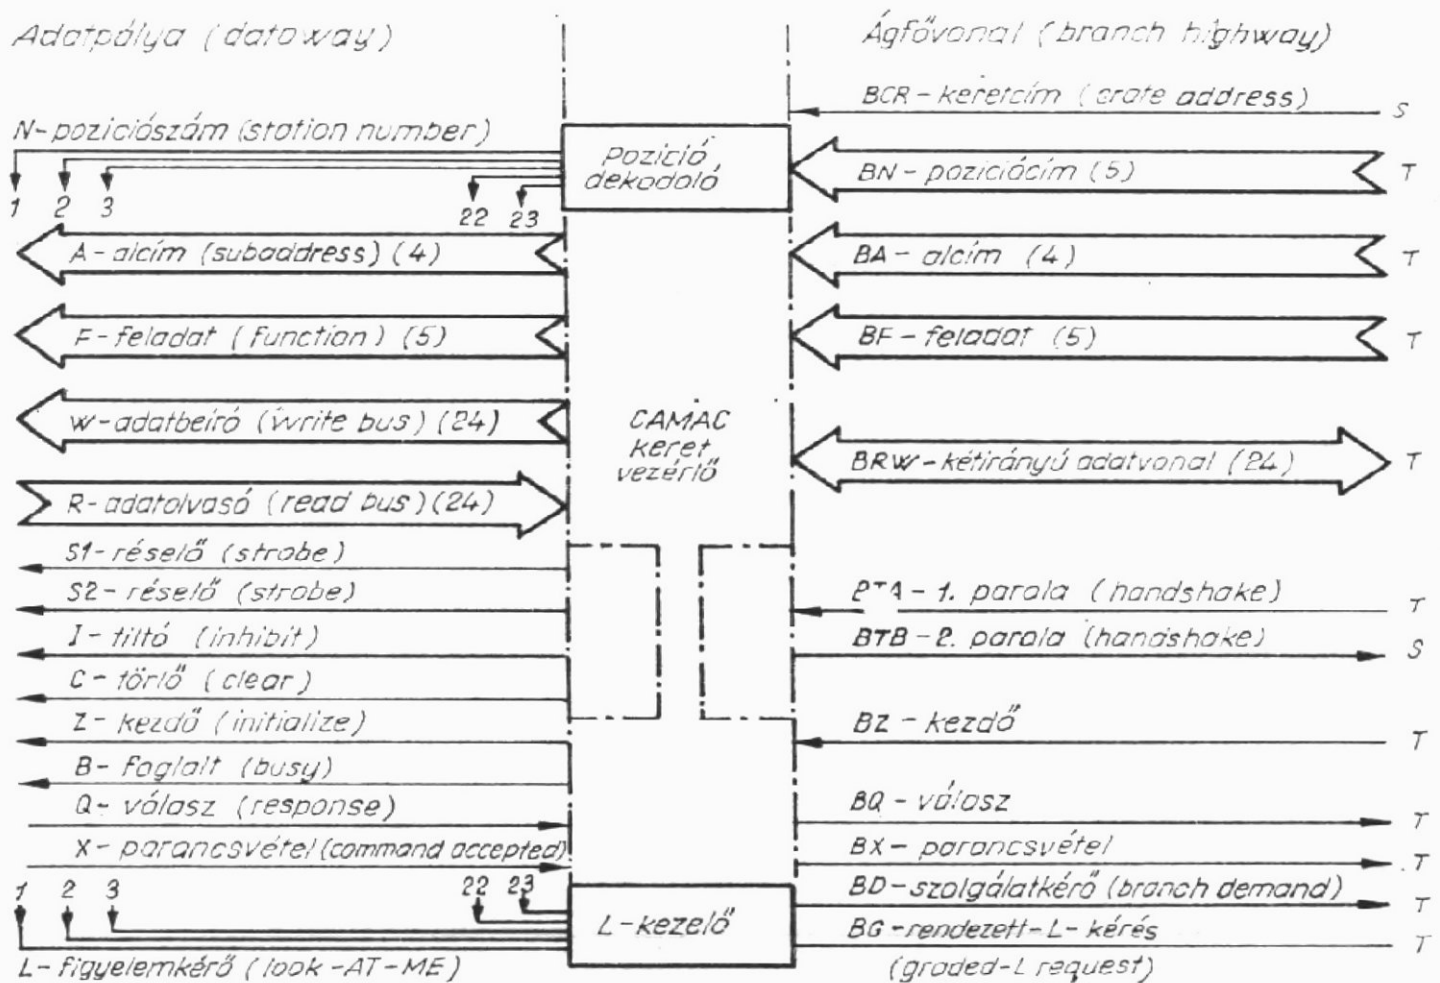 Adatpálya (dataway)
Ágfővonal (branch highway)
BCR - keretcím (crate address)
S
N - poziciószám (station number)
Pozició
dekodoló
BN - poziciócím (5)
T
1 2 3 22 23
A - alcím (subaddress) (4)
BA - alcím (4)
T
F - feladat (function) (5)
BF - feladat (5)
T
W - adatbeíró (write bus) (24)
CAMAC
keret
vezérlő
BRW - kétirányú adatvonal (24)
T
R - adatolvasó (read bus) (24)
S1 - réselő (strobe)
S2 - réselő (strobe)
- 1. parola (handshake)
T
I - tiltó (inhibit)
BTB - 2. parola (handshake)
S
C - törlő (clear)
Z - kezdő (initialize)
BZ - kezdő
T
B - foglalt (busy)
Q - válasz (response)
BQ - válasz
T
X - parancsvétel (command accepted)
BX - parancsvétel
T
1 2 3 22 23
L-kezelő
BD - szolgálatkérő (branch demand)
T
BG - rendezett - L - kérés
T
L - figyelemkérő (look - AT - ME)
(graded - L request)